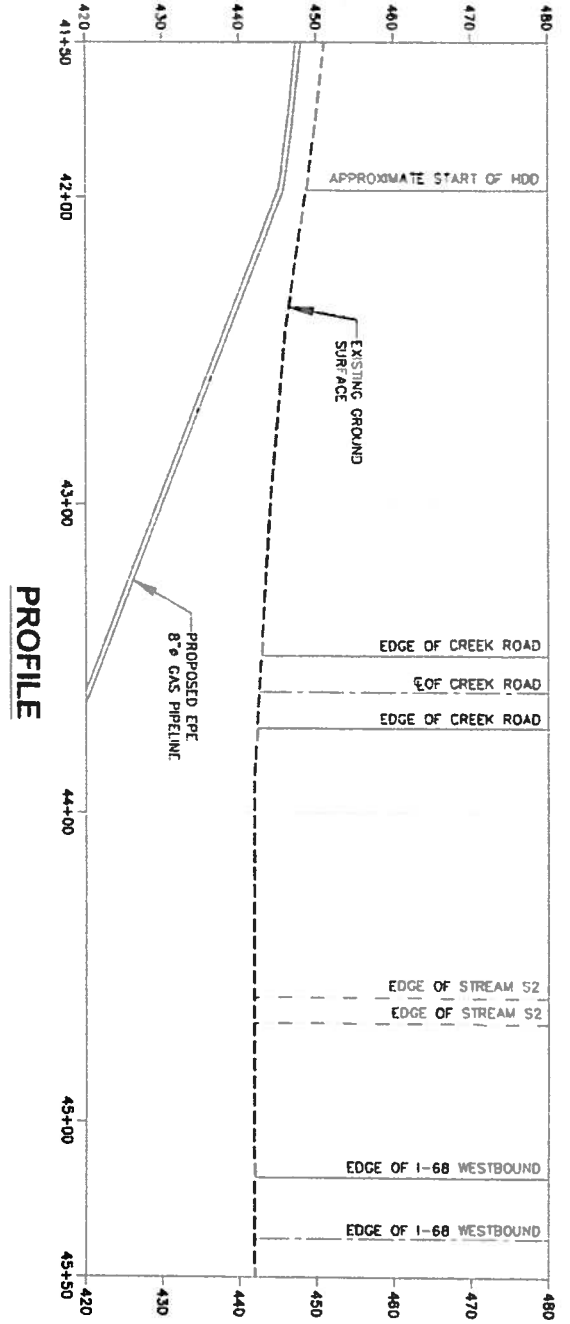 480
470
460
450
440
430
420
480
470
460
450
440
430
420
APPROXIMATE START OF HDD
EXISTING GROUND
SURFACE
EDGE OF CREEK ROAD
℄ OF CREEK ROAD
EDGE OF CREEK ROAD
EDGE OF STREAM S2
EDGE OF STREAM S2
EDGE OF I-68 WESTBOUND
EDGE OF I-68 WESTBOUND
PROPOSED EPE
8"ø GAS PIPELINE
41+50
42+00
43+00
44+00
45+00
45+50
PROFILE